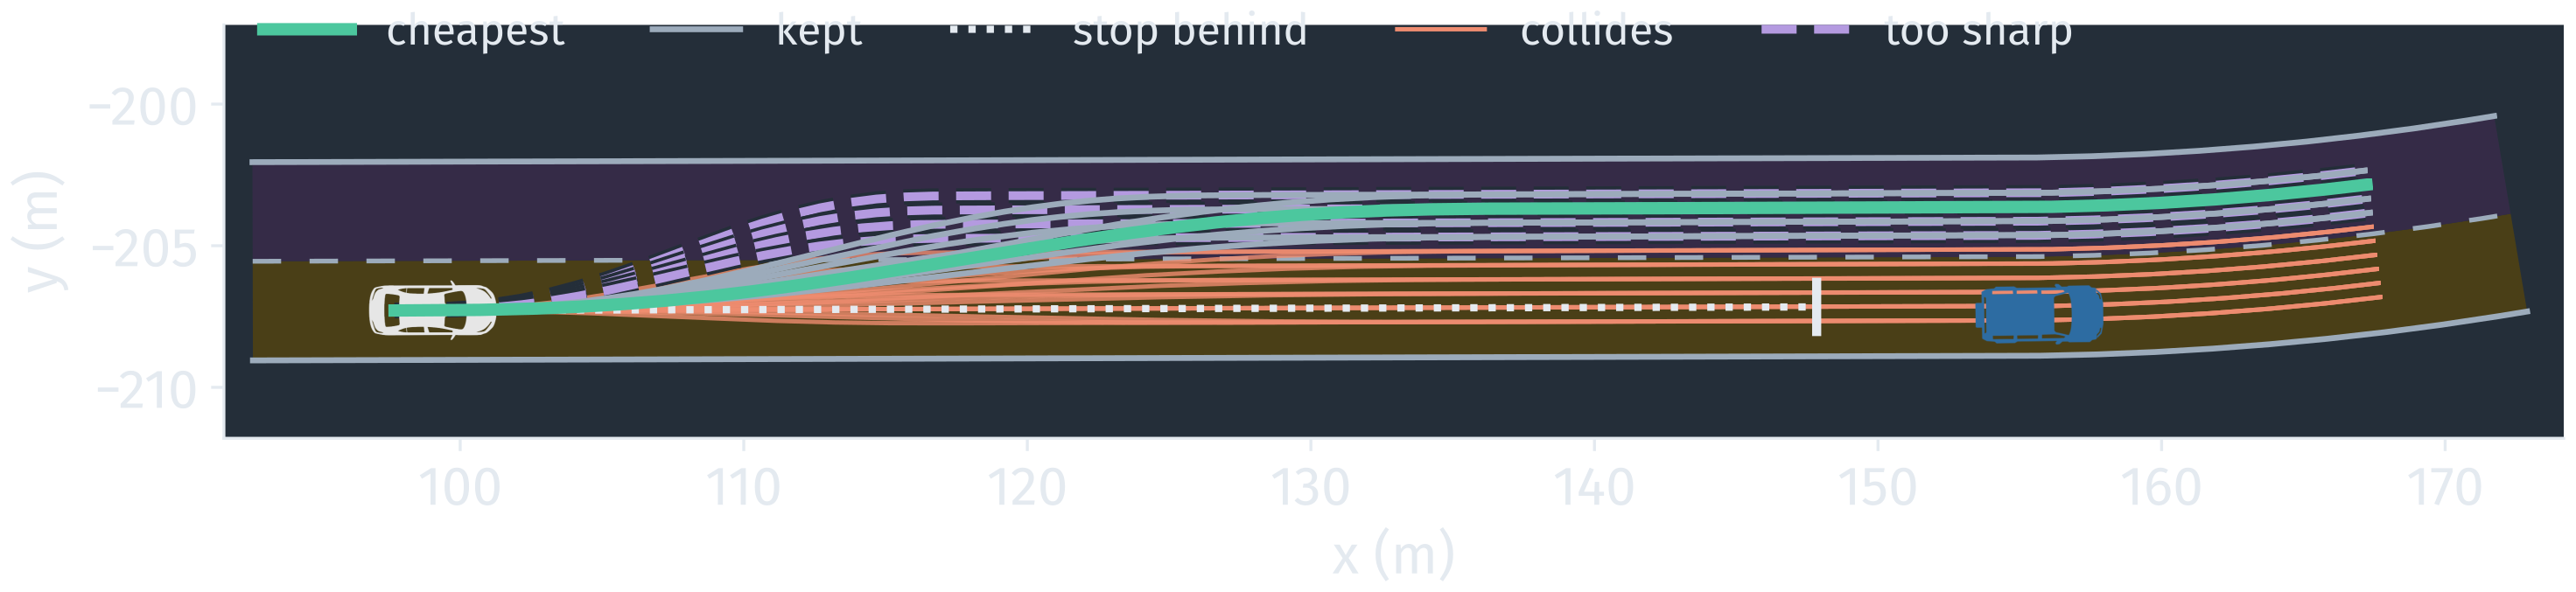 cheapest kept stop behind collides too sharp
−200
−205
−210
y (m)
100 110 120 130 140 150 160 170
x (m)